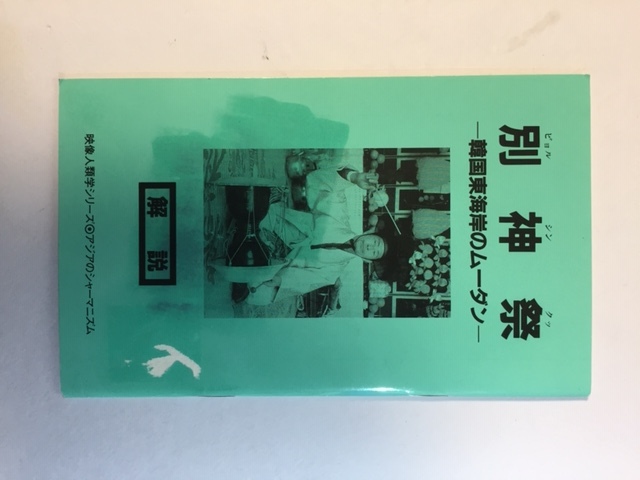 別神祭
ビョル シン クッ
―韓国東海岸のムーダン―
解説
映像人類学シリーズ◉アジアのシャーマニズム